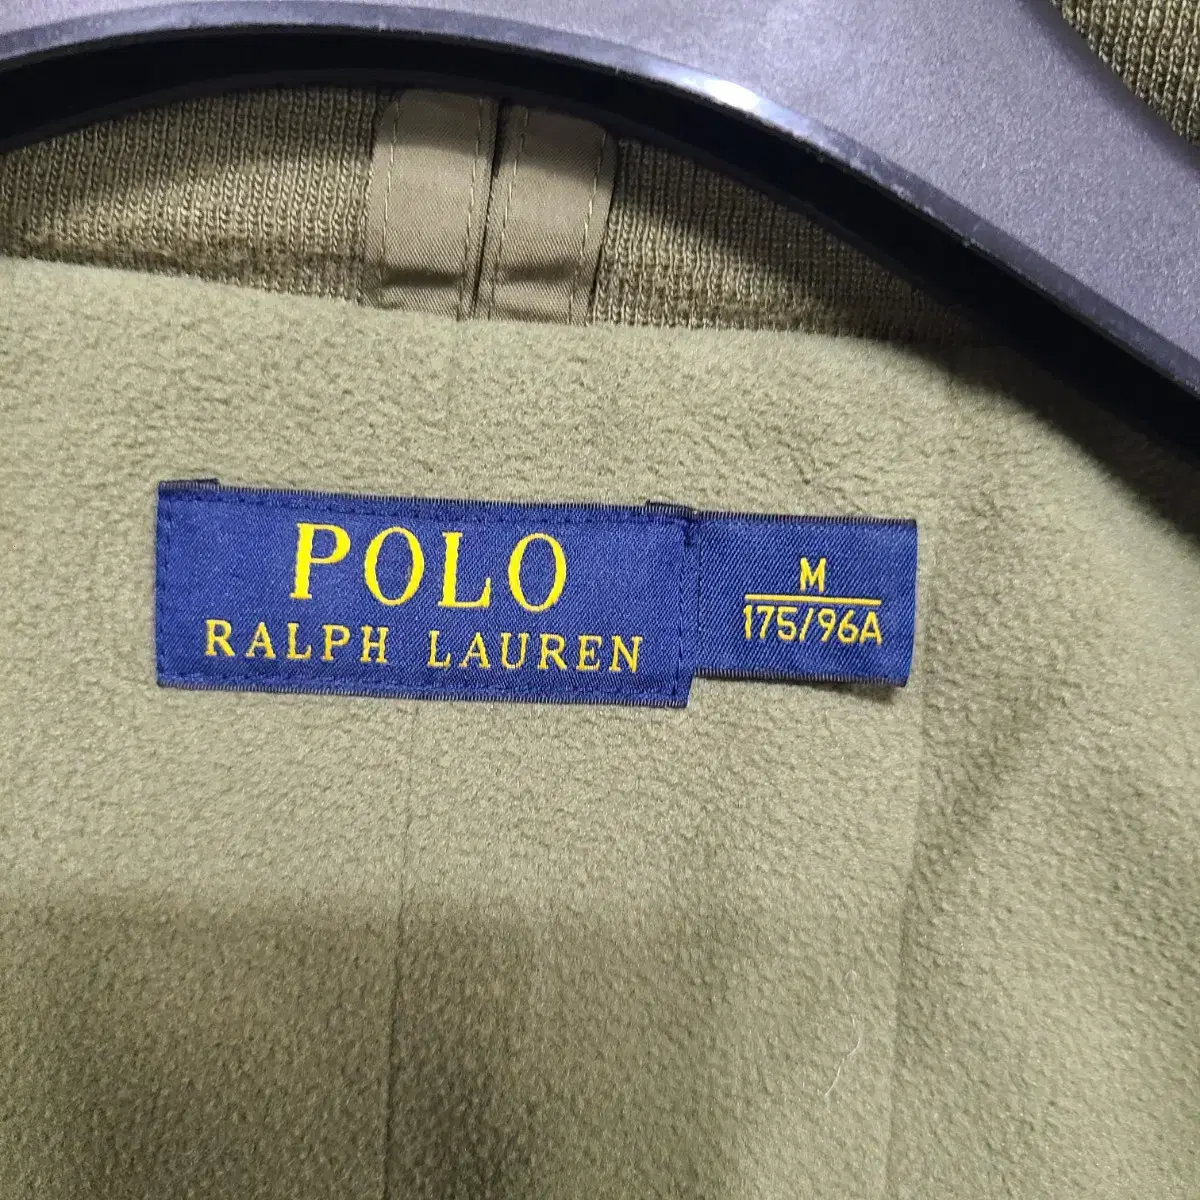 POLO
RALPH LAUREN
M
175/96A